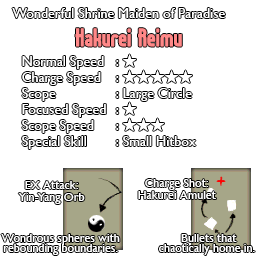 Wonderful Shrine Maiden of Paradise
Hakurei Reimu
Normal Speed : ☆
Charge Speed : ☆☆☆☆☆
Scope : Large Circle
Focused Speed : ☆
Scope Speed : ☆☆☆
Special Skill : Small Hitbox
EX Attack:
Yin-Yang Orb
Wondrous spheres with
rebounding boundaries.
Charge Shot:
Hakurei Amulet
Bullets that
chaotically home in.